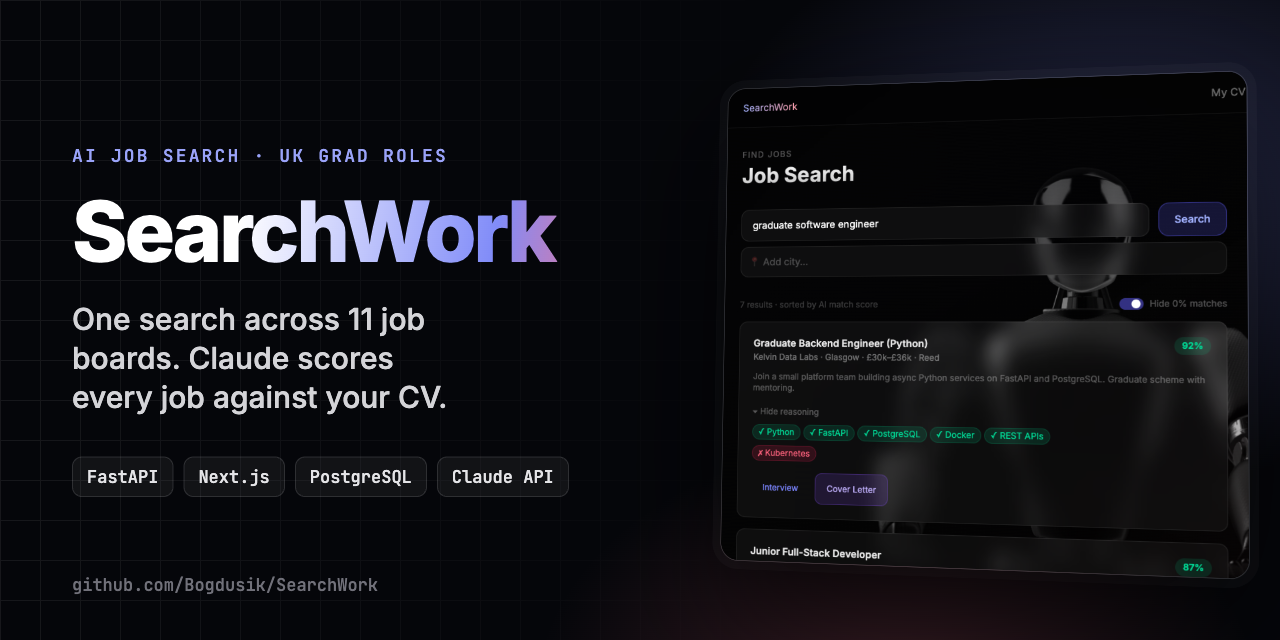 AI JOB SEARCH · UK GRAD ROLES
SearchWork
One search across 11 job
boards. Claude scores
every job against your CV.
FastAPI Next.js PostgreSQL Claude API
github.com/Bogdusik/SearchWork
SearchWork My CV
FIND JOBS
Job Search
graduate software engineer Search
Add city...
7 results · sorted by AI match score Hide 0% matches
Graduate Backend Engineer (Python) 92%
Kelvin Data Labs · Glasgow · £30k–£36k · Reed
Join a small platform team building async Python services on FastAPI and PostgreSQL. Graduate scheme with
mentoring.
▾ Hide reasoning
✓ Python ✓ FastAPI ✓ PostgreSQL ✓ Docker ✓ REST APIs
✗ Kubernetes
Interview Cover Letter
Junior Full-Stack Developer 87%